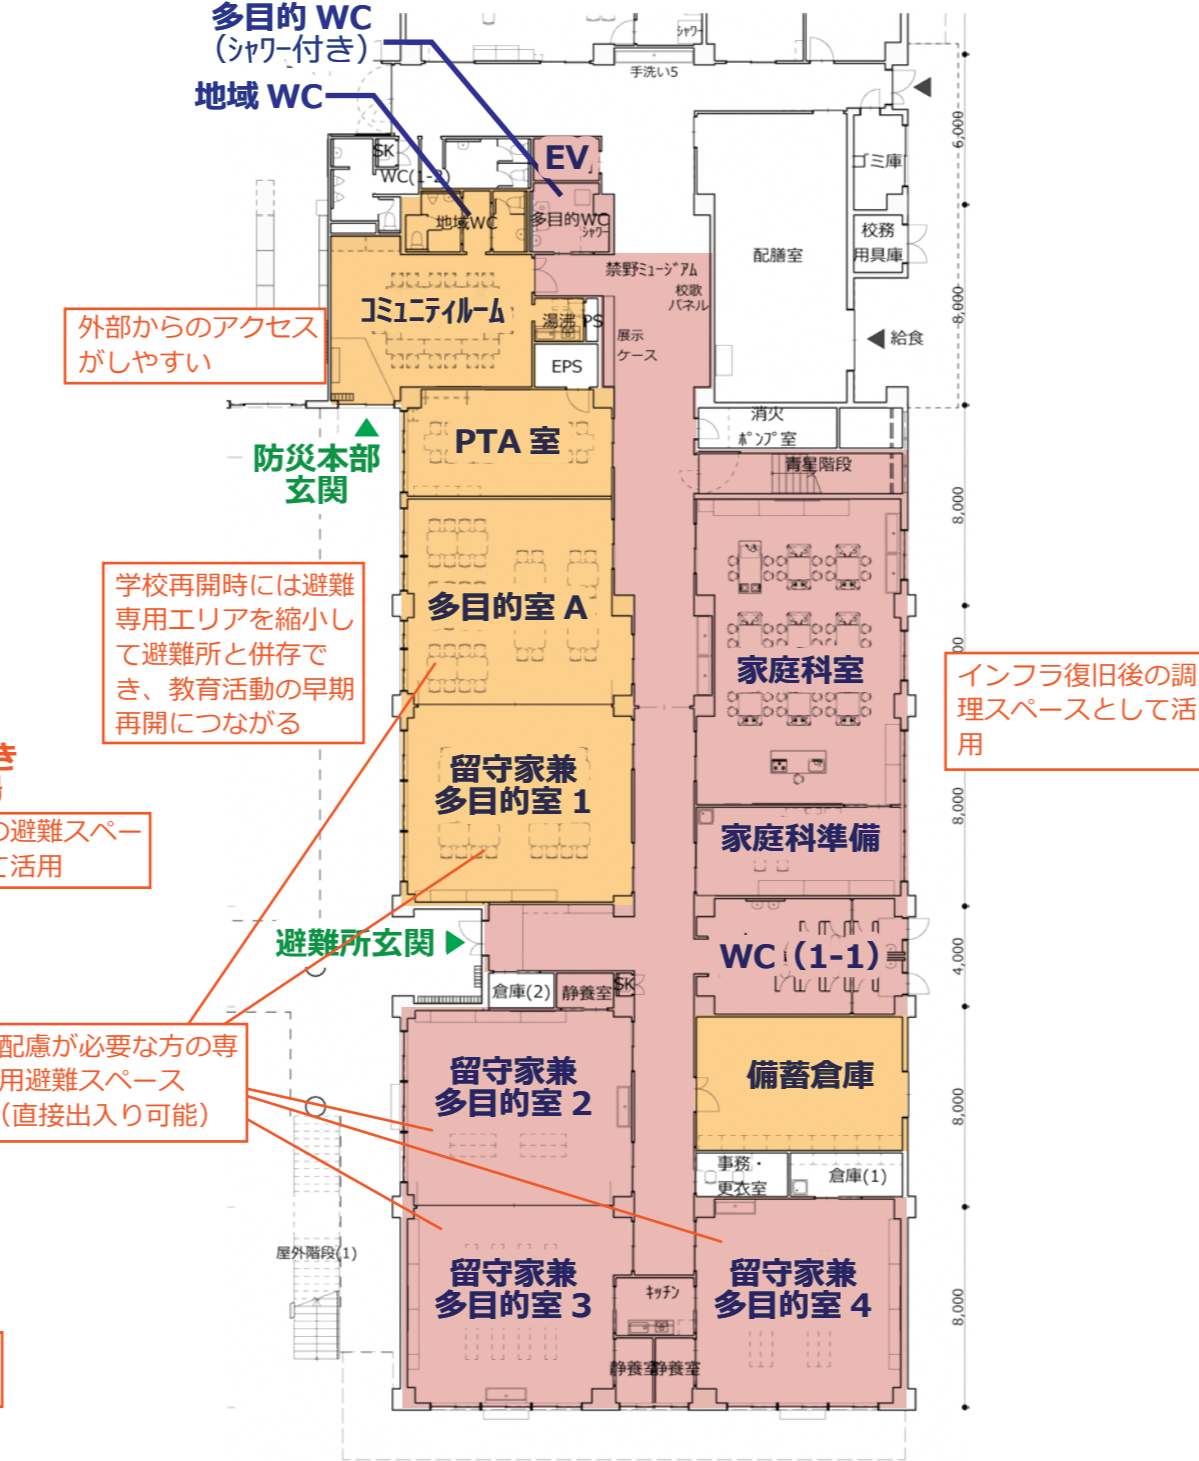 多目的 WC
（シャワー付き）
地域 WC
シャワー
手洗い5
SK
WC(1-2)
EV
地域WC
多目的WC
シャワー
ゴミ庫
校務
用具庫
配膳室
禁野ミュージアム
校歌
パネル
コミュニティルーム
湯沸
PS
展示
ケース
EPS
給食
外部からのアクセス
がしやすい
防災本部
玄関
PTA 室
消火
ポンプ室
青星階段
学校再開時には避難
専用エリアを縮小し
て避難所と併存で
き、教育活動の早期
再開につながる
多目的室 A
家庭科室
インフラ復旧後の調
理スペースとして活
用
留守家兼
多目的室 1
家庭科準備
き
の避難スペー
て活用
避難所玄関
WC（1-1）
倉庫(2)
静養室
SK
配慮が必要な方の専
用避難スペース
（直接出入り可能）
留守家兼
多目的室 2
備蓄倉庫
事務・
更衣室
倉庫(1)
屋外階段(1)
留守家兼
多目的室 3
キッチン
留守家兼
多目的室 4
静養室
静養室
6,000
8,000
8,000
00
8,000
4,000
8,000
8,000